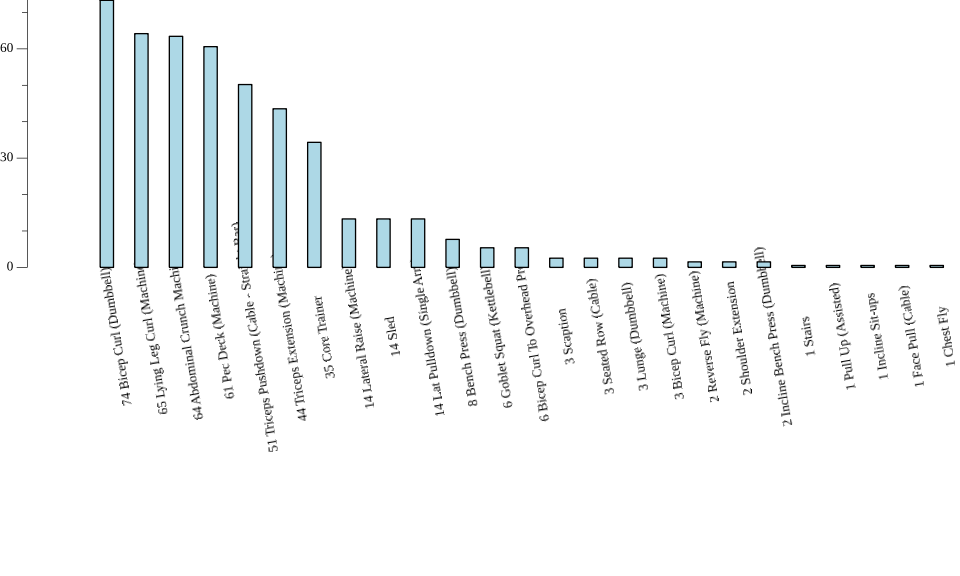 60
30
0
74 Bicep Curl (Dumbbell)
65 Lying Leg Curl (Machine
64 Abdominal Crunch Machi
61 Pec Deck (Machine)
51 Triceps Pushdown (Cable - Stra Bar)
44 Triceps Extension (Machin
35 Core Trainer
14 Lateral Raise (Machine
14 Sled
14 Lat Pulldown (Single Arm
8 Bench Press (Dumbbell)
6 Goblet Squat (Kettlebell
6 Bicep Curl To Overhead Pre
3 Scaption
3 Seated Row (Cable)
3 Lunge (Dumbbell)
3 Bicep Curl (Machine)
2 Reverse Fly (Machine)
2 Shoulder Extension
2 Incline Bench Press (Dumbbell)
1 Stairs
1 Pull Up (Assisted)
1 Incline Sit-ups
1 Face Pull (Cable)
1 Chest Fly